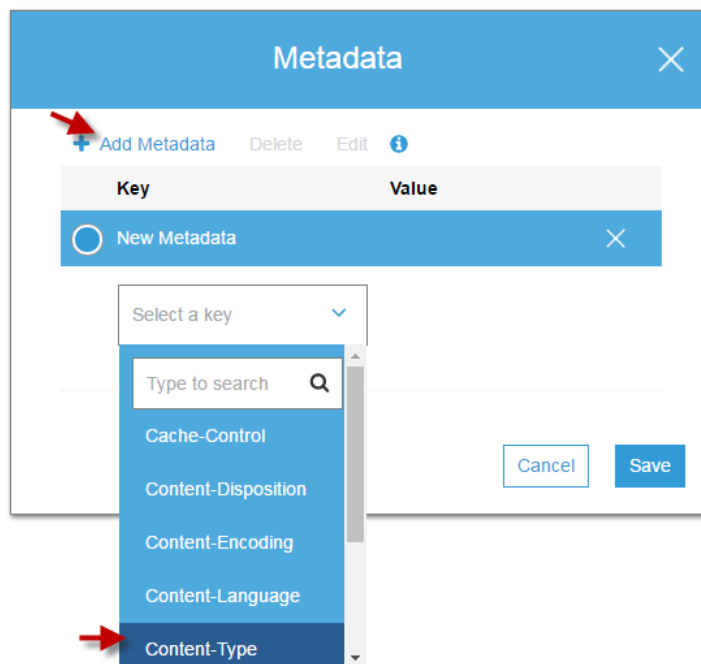 Metadata
Add Metadata Delete Edit
Key Value
New Metadata
Select a key
Type to search
Cache-Control
Content-Disposition
Content-Encoding
Cancel Save
Content-Language
Content-Type